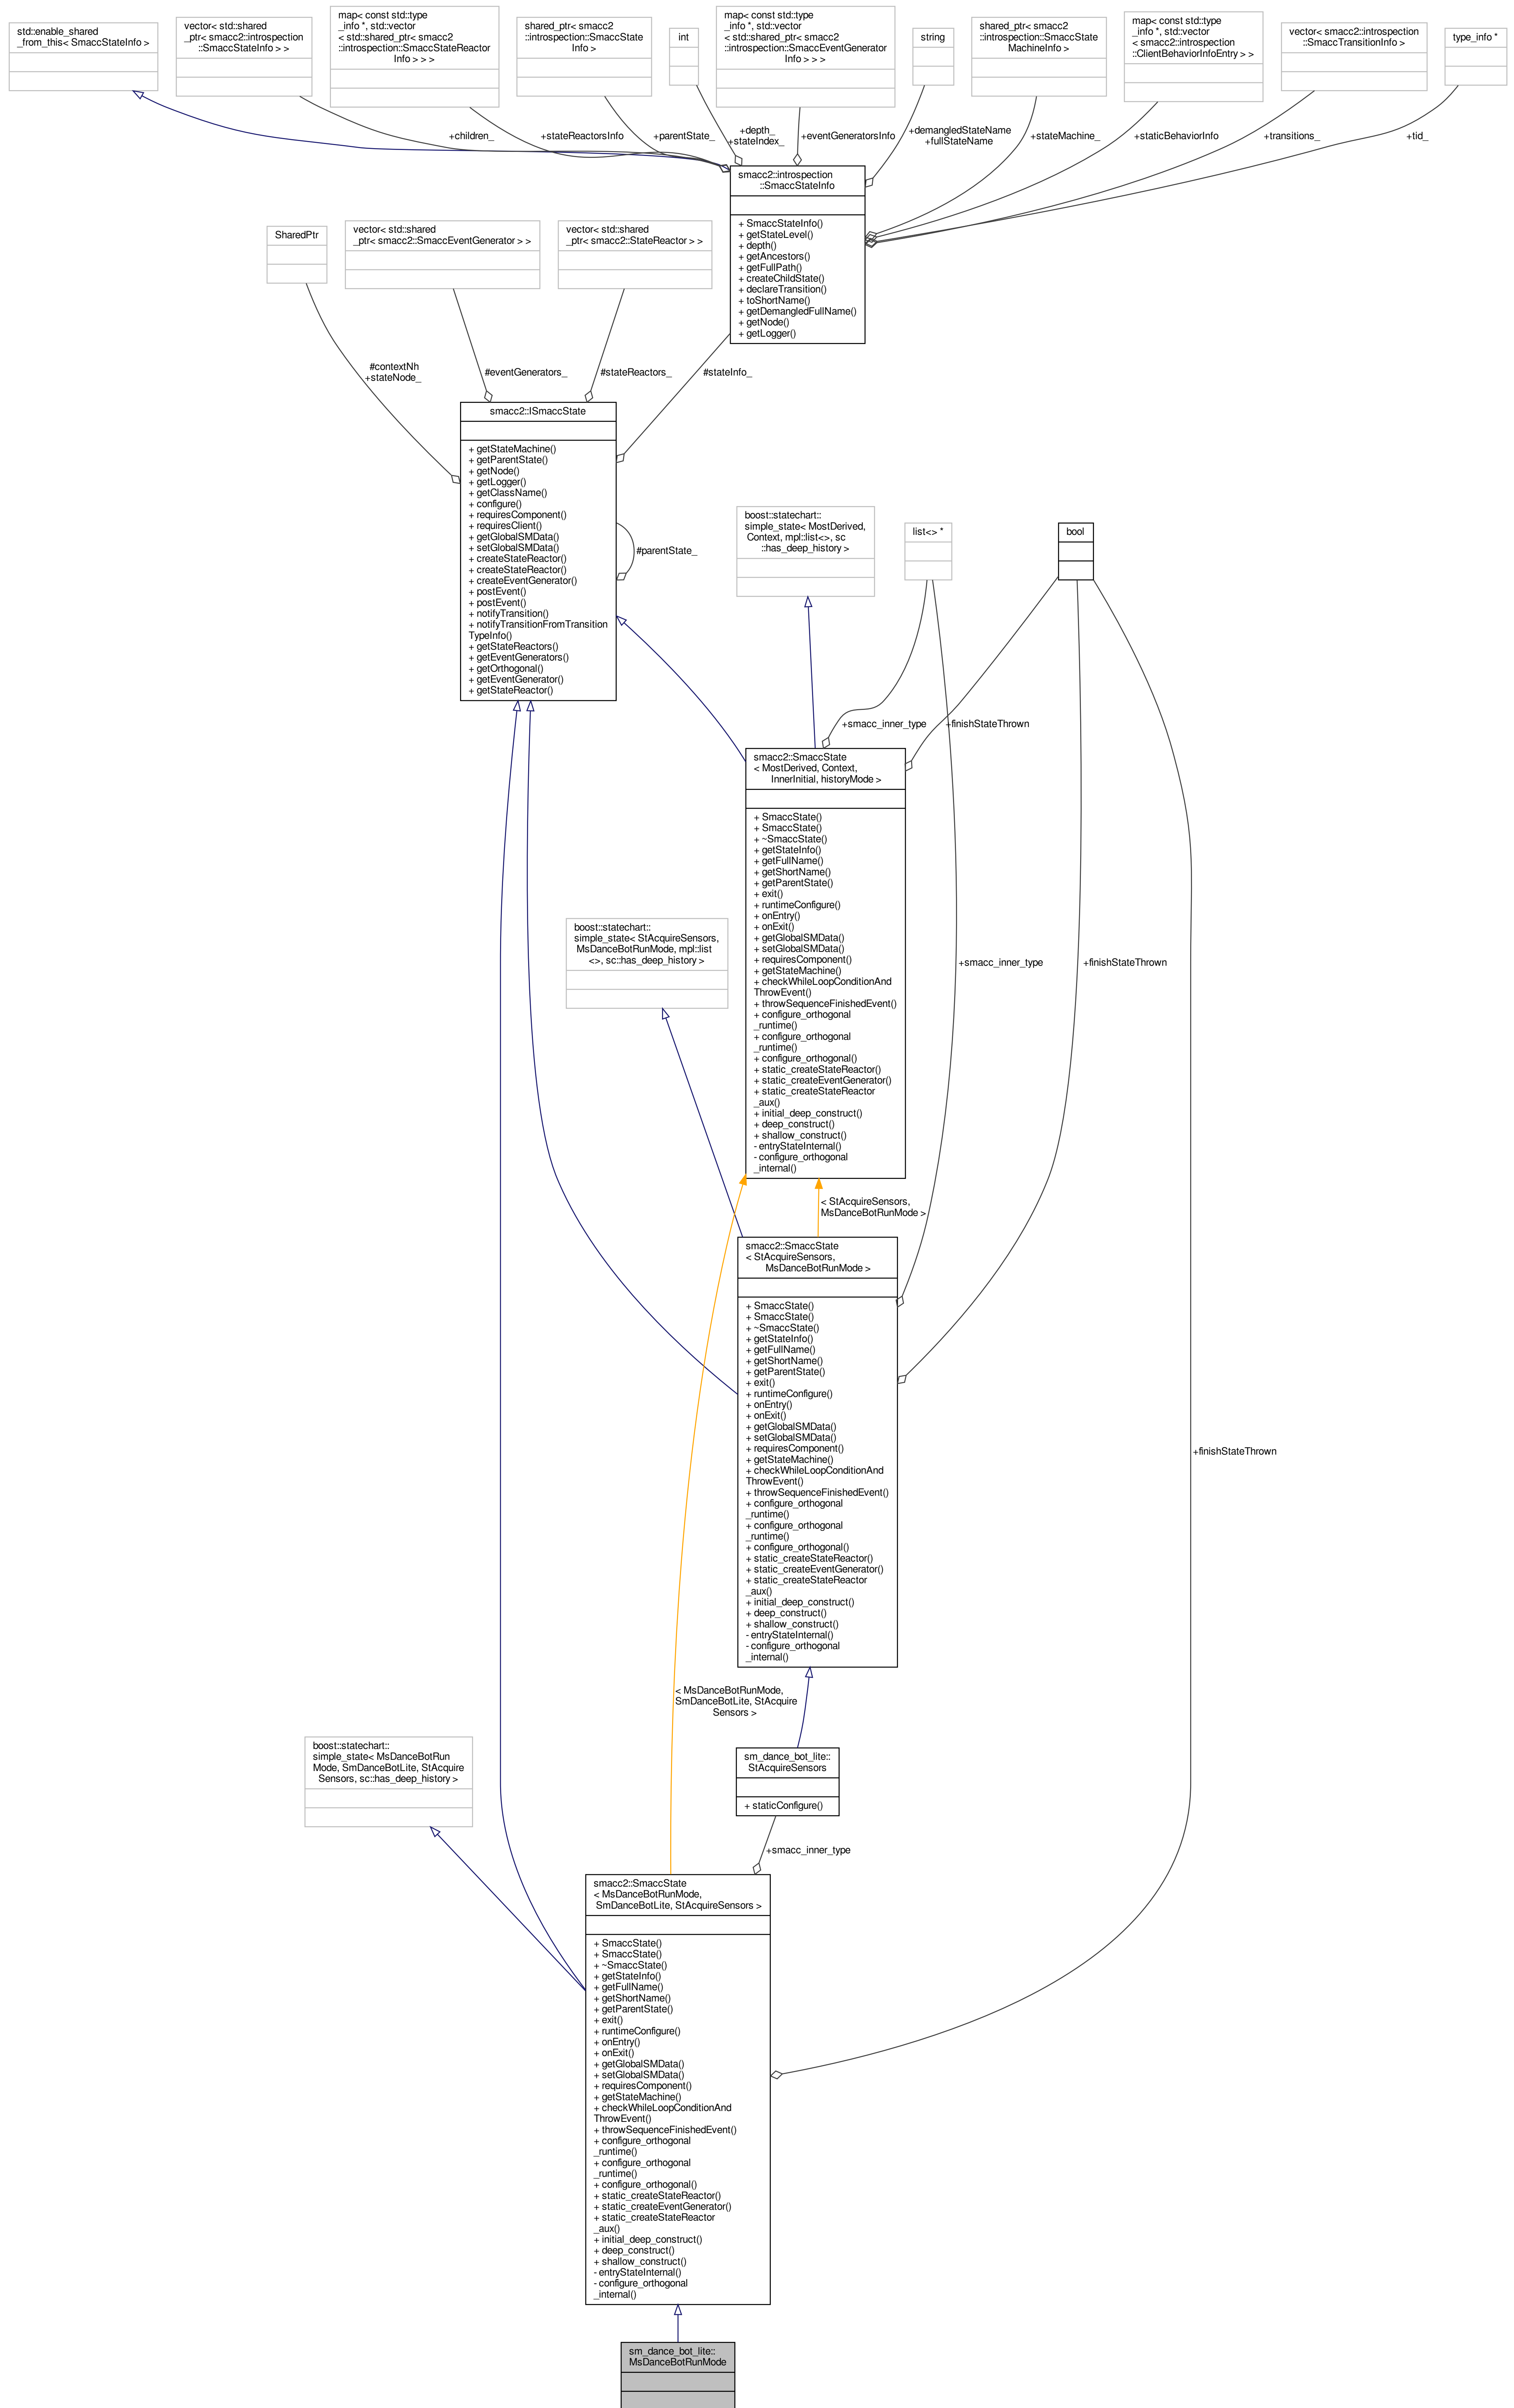 std::enable_shared
_from_this< SmaccStateInfo >
vector< std::shared
_ptr< smacc2::introspection
::SmaccStateInfo > >
map< const std::type
_info *, std::vector
< std::shared_ptr< smacc2
::introspection::SmaccStateReactor
Info > > >
shared_ptr< smacc2
::introspection::SmaccState
Info >
int
map< const std::type
_info *, std::vector
< std::shared_ptr< smacc2
::introspection::SmaccEventGenerator
Info > > >
string
shared_ptr< smacc2
::introspection::SmaccState
MachineInfo >
map< const std::type
_info *, std::vector
< smacc2::introspection
::ClientBehaviorInfoEntry > >
vector< smacc2::introspection
::SmaccTransitionInfo >
type_info *
+children_
+stateReactorsInfo
+parentState_
+depth_
+stateIndex_
+eventGeneratorsInfo
+demangledStateName
+fullStateName
+stateMachine_
+staticBehaviorInfo
+transitions_
+tid_
smacc2::introspection
::SmaccStateInfo
+ SmaccStateInfo()
+ getStateLevel()
+ depth()
+ getAncestors()
+ getFullPath()
+ createChildState()
+ declareTransition()
+ toShortName()
+ getDemangledFullName()
+ getNode()
+ getLogger()
SharedPtr
vector< std::shared
_ptr< smacc2::SmaccEventGenerator > >
vector< std::shared
_ptr< smacc2::StateReactor > >
#contextNh
+stateNode_
#eventGenerators_
#stateReactors_
#stateInfo_
smacc2::ISmaccState
+ getStateMachine()
+ getParentState()
+ getNode()
+ getLogger()
+ getClassName()
+ configure()
+ requiresComponent()
+ requiresClient()
+ getGlobalSMData()
+ setGlobalSMData()
+ createStateReactor()
+ createStateReactor()
+ createEventGenerator()
+ postEvent()
+ postEvent()
+ notifyTransition()
+ notifyTransitionFromTransition
TypeInfo()
+ getStateReactors()
+ getEventGenerators()
+ getOrthogonal()
+ getEventGenerator()
+ getStateReactor()
#parentState_
boost::statechart::
simple_state< MostDerived,
Context, mpl::list<>, sc
::has_deep_history >
list<> *
bool
+smacc_inner_type
+finishStateThrown
smacc2::SmaccState
< MostDerived, Context,
InnerInitial, historyMode >
+ SmaccState()
+ SmaccState()
+ ~SmaccState()
+ getStateInfo()
+ getFullName()
+ getShortName()
+ getParentState()
+ exit()
+ runtimeConfigure()
+ onEntry()
+ onExit()
+ getGlobalSMData()
+ setGlobalSMData()
+ requiresComponent()
+ getStateMachine()
+ checkWhileLoopConditionAnd
ThrowEvent()
+ throwSequenceFinishedEvent()
+ configure_orthogonal
_runtime()
+ configure_orthogonal
_runtime()
+ configure_orthogonal()
+ static_createStateReactor()
+ static_createEventGenerator()
+ static_createStateReactor
_aux()
+ initial_deep_construct()
+ deep_construct()
+ shallow_construct()
- entryStateInternal()
- configure_orthogonal
_internal()
boost::statechart::
simple_state< StAcquireSensors,
MsDanceBotRunMode, mpl::list
<>, sc::has_deep_history >
+smacc_inner_type
+finishStateThrown
< StAcquireSensors,
MsDanceBotRunMode >
smacc2::SmaccState
< StAcquireSensors,
MsDanceBotRunMode >
+ SmaccState()
+ SmaccState()
+ ~SmaccState()
+ getStateInfo()
+ getFullName()
+ getShortName()
+ getParentState()
+ exit()
+ runtimeConfigure()
+ onEntry()
+ onExit()
+ getGlobalSMData()
+ setGlobalSMData()
+ requiresComponent()
+ getStateMachine()
+ checkWhileLoopConditionAnd
ThrowEvent()
+ throwSequenceFinishedEvent()
+ configure_orthogonal
_runtime()
+ configure_orthogonal
_runtime()
+ configure_orthogonal()
+ static_createStateReactor()
+ static_createEventGenerator()
+ static_createStateReactor
_aux()
+ initial_deep_construct()
+ deep_construct()
+ shallow_construct()
- entryStateInternal()
- configure_orthogonal
_internal()
+finishStateThrown
< MsDanceBotRunMode,
SmDanceBotLite, StAcquire
Sensors >
boost::statechart::
simple_state< MsDanceBotRun
Mode, SmDanceBotLite, StAcquire
Sensors, sc::has_deep_history >
sm_dance_bot_lite::
StAcquireSensors
+ staticConfigure()
+smacc_inner_type
smacc2::SmaccState
< MsDanceBotRunMode,
SmDanceBotLite, StAcquireSensors >
+ SmaccState()
+ SmaccState()
+ ~SmaccState()
+ getStateInfo()
+ getFullName()
+ getShortName()
+ getParentState()
+ exit()
+ runtimeConfigure()
+ onEntry()
+ onExit()
+ getGlobalSMData()
+ setGlobalSMData()
+ requiresComponent()
+ getStateMachine()
+ checkWhileLoopConditionAnd
ThrowEvent()
+ throwSequenceFinishedEvent()
+ configure_orthogonal
_runtime()
+ configure_orthogonal
_runtime()
+ configure_orthogonal()
+ static_createStateReactor()
+ static_createEventGenerator()
+ static_createStateReactor
_aux()
+ initial_deep_construct()
+ deep_construct()
+ shallow_construct()
- entryStateInternal()
- configure_orthogonal
_internal()
sm_dance_bot_lite::
MsDanceBotRunMode